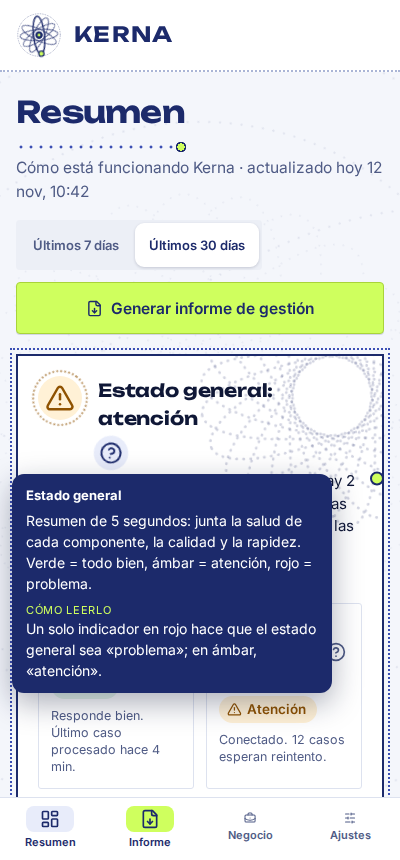 KERNA
Resumen
Cómo está funcionando Kerna · actualizado hoy 12
nov, 10:42
Últimos 7 días
Últimos 30 días
Generar informe de gestión
Estado general:
atención
2
las
Estado general
Resumen de 5 segundos: junta la salud de
cada componente, la calidad y la rapidez.
Verde = todo bien, ámbar = atención, rojo =
problema.
CÓMO LEERLO
Un solo indicador en rojo hace que el estado
general sea «problema»; en ámbar,
«atención».
Responde bien.
Último caso
procesado hace 4
min.
Atención
Conectado. 12 casos
esperan reintento.
Resumen
Informe
Negocio
Ajustes